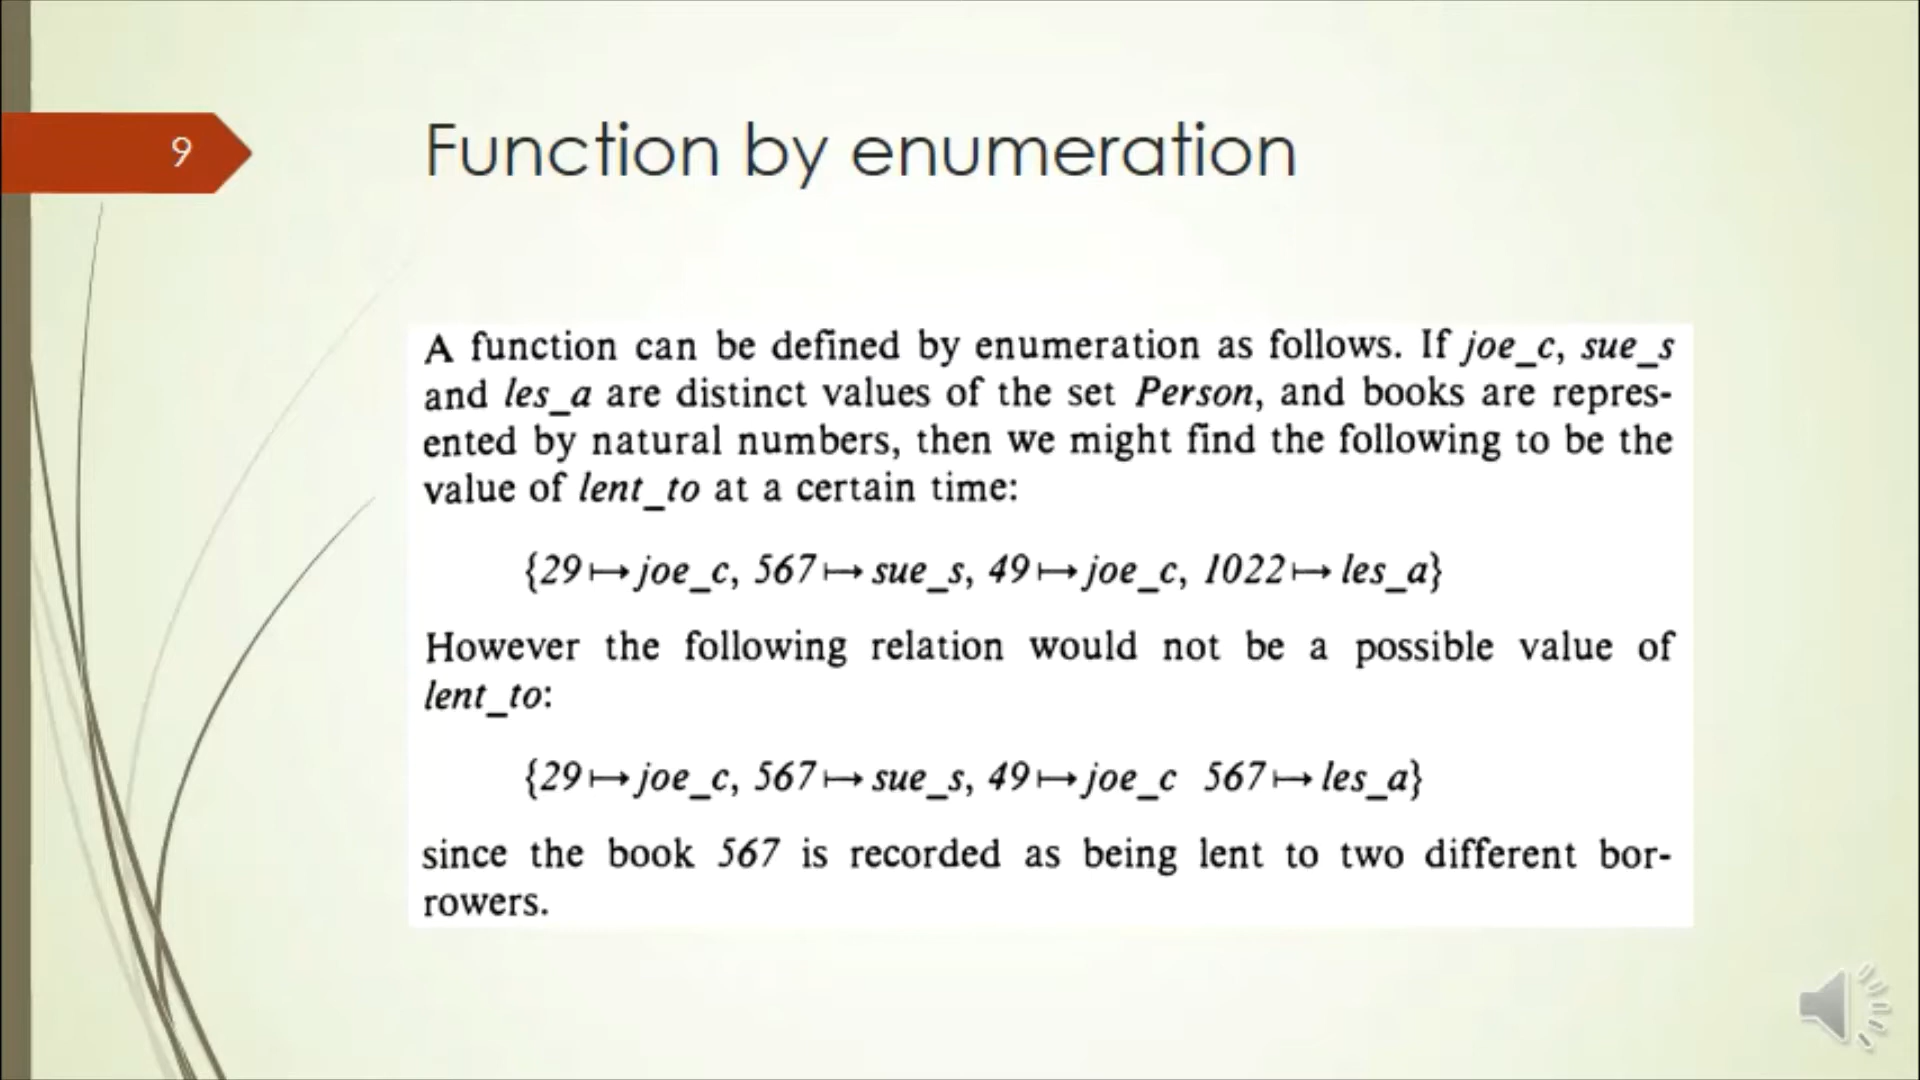 9
Function by enumeration
A function can be defined by enumeration as follows. If joe_c, sue_s
and les_a are distinct values of the set Person, and books are repres-
ented by natural numbers, then we might find the following to be the
value of lent_to at a certain time:
{29↦joe_c, 567↦sue_s, 49↦joe_c, 1022↦les_a}
However the following relation would not be a possible value of
lent_to:
{29↦joe_c, 567↦sue_s, 49↦joe_c 567↦les_a}
since the book 567 is recorded as being lent to two different bor-
rowers.